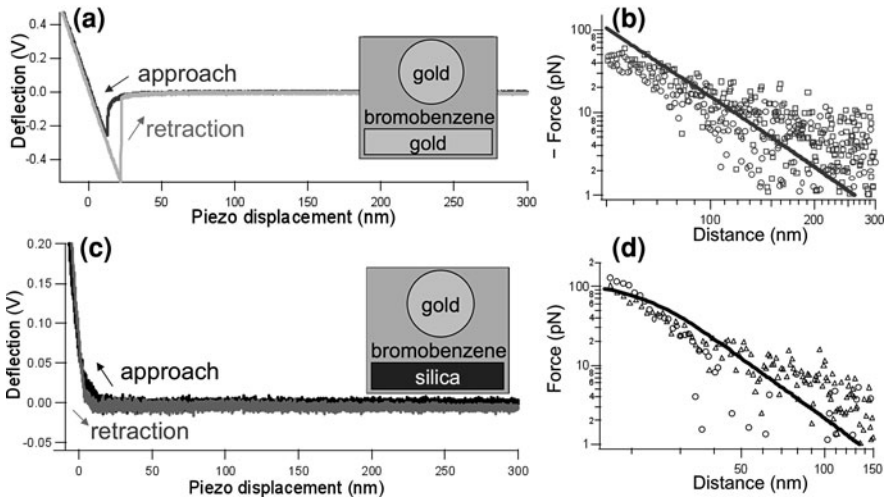 (a)
Deflection (V)
0.4
0.2
0.0
-0.2
-0.4
approach
retraction
gold
bromobenzene
gold
0 50 100 150 200 250 300
Piezo displacement (nm)
(b)
− Force (pN)
100
8
6
4
2
10
8
6
4
2
1
100 200 300
Distance (nm)
(c)
Deflection (V)
0.20
0.15
0.10
0.05
0.00
-0.05
approach
retraction
gold
bromobenzene
silica
0 50 100 150 200 250 300
Piezo displacement (nm)
(d)
Force (pN)
2
100
8
6
4
2
10
8
6
4
2
1
50 100 150
Distance (nm)